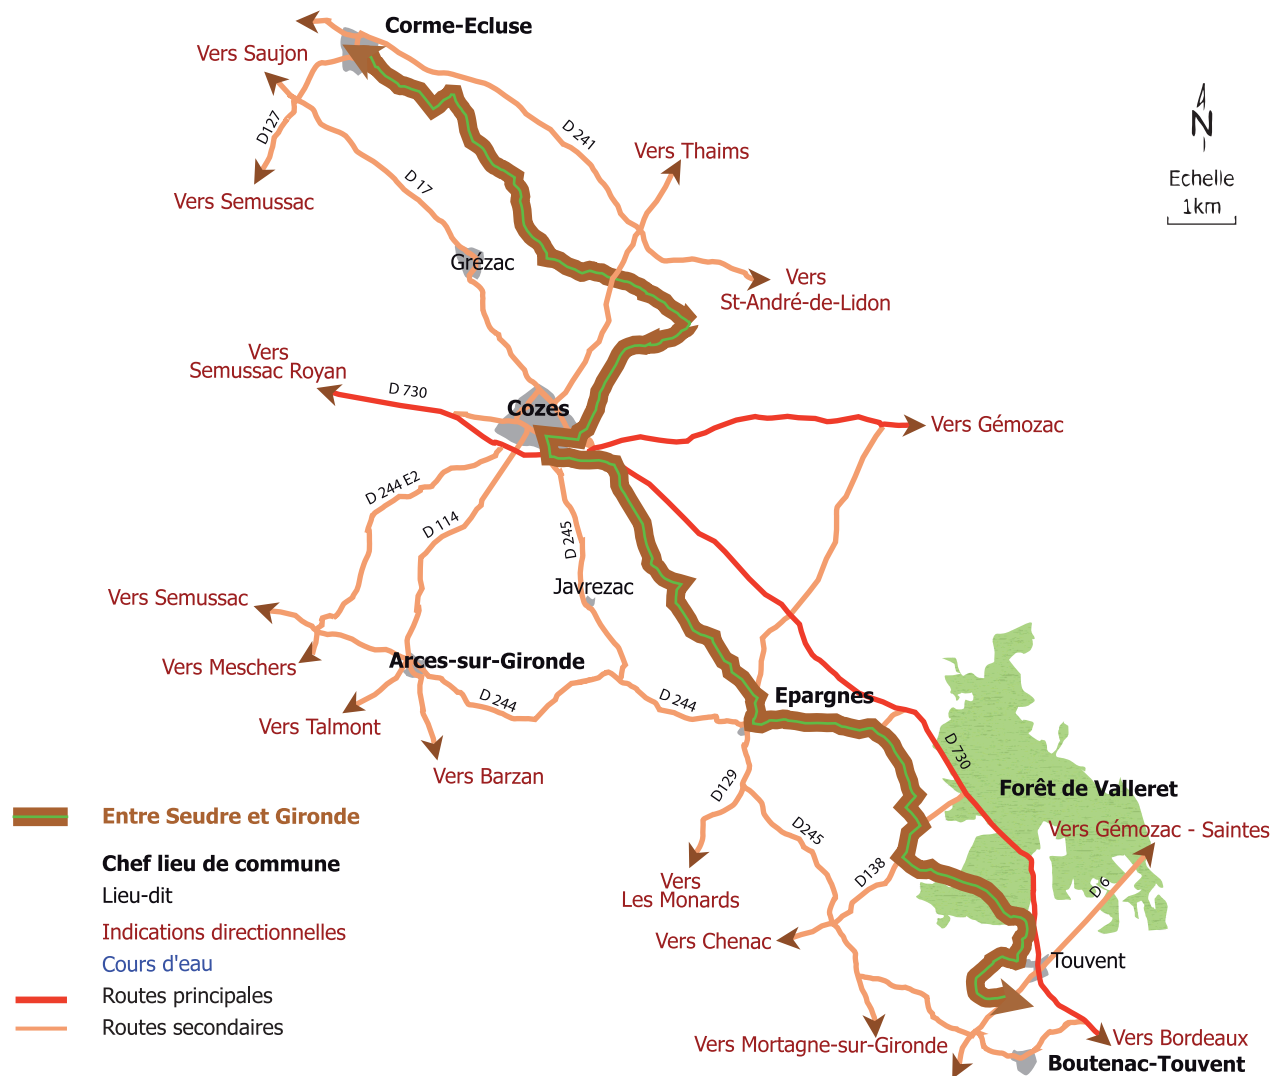 Corme-Ecluse
Vers Saujon
D127
D 241
Vers Thaims
N
Echelle
1km
D 17
Vers Semussac
Grézac
Vers
St-André-de-Lidon
Vers
Semussac Royan
D 730
Cozes
Vers Gémozac
D 244 E2
D 114
D 245
Javrezac
Vers Semussac
Vers Meschers
Arces-sur-Gironde
D 244
D 244
Epargnes
Vers Talmont
Vers Barzan
D 730
D129
Forêt de Valleret
Entre Seudre et Gironde
D245
Vers Gémozac - Saintes
Chef lieu de commune
Lieu-dit
D138
D 6
Vers
Les Monards
Indications directionnelles
Vers Chenac
Cours d'eau
Touvent
Routes principales
Routes secondaires
Vers Mortagne-sur-Gironde
Vers Bordeaux
Boutenac-Touvent